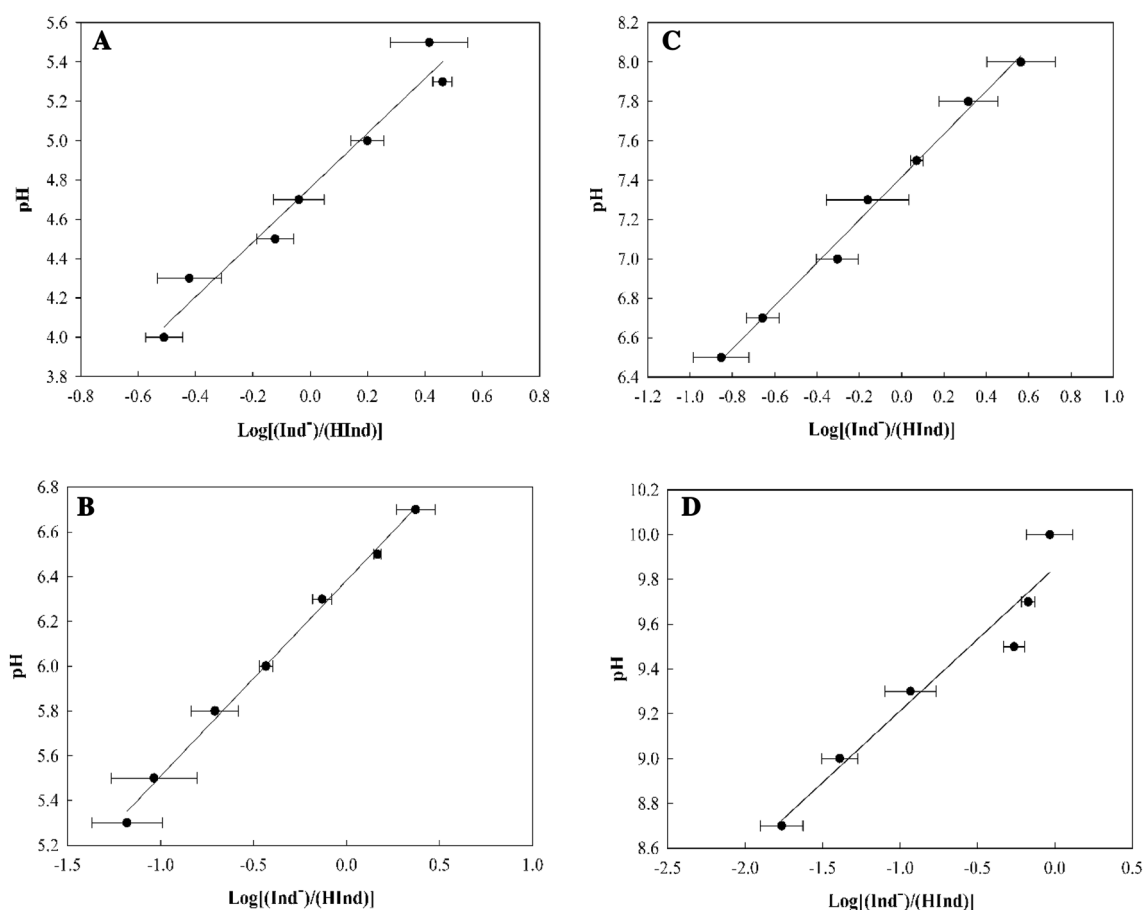 A
5.6
5.4
5.2
5.0
4.8
4.6
4.4
4.2
4.0
3.8
pH
-0.8 -0.6 -0.4 -0.2 0.0 0.2 0.4 0.6 0.8
Log[(Ind⁻)/(HInd)]
C
8.2
8.0
7.8
7.6
7.4
7.2
7.0
6.8
6.6
6.4
pH
-1.2 -1.0 -0.8 -0.6 -0.4 -0.2 0.0 0.2 0.4 0.6 0.8 1.0
Log[(Ind⁻)/(HInd)]
B
6.8
6.6
6.4
6.2
6.0
5.8
5.6
5.4
5.2
pH
-1.5 -1.0 -0.5 0.0 0.5 1.0
Log[(Ind⁻)/(HInd)]
D
10.2
10.0
9.8
9.6
9.4
9.2
9.0
8.8
8.6
pH
-2.5 -2.0 -1.5 -1.0 -0.5 0.0 0.5
Log[(Ind⁻)/(HInd)]